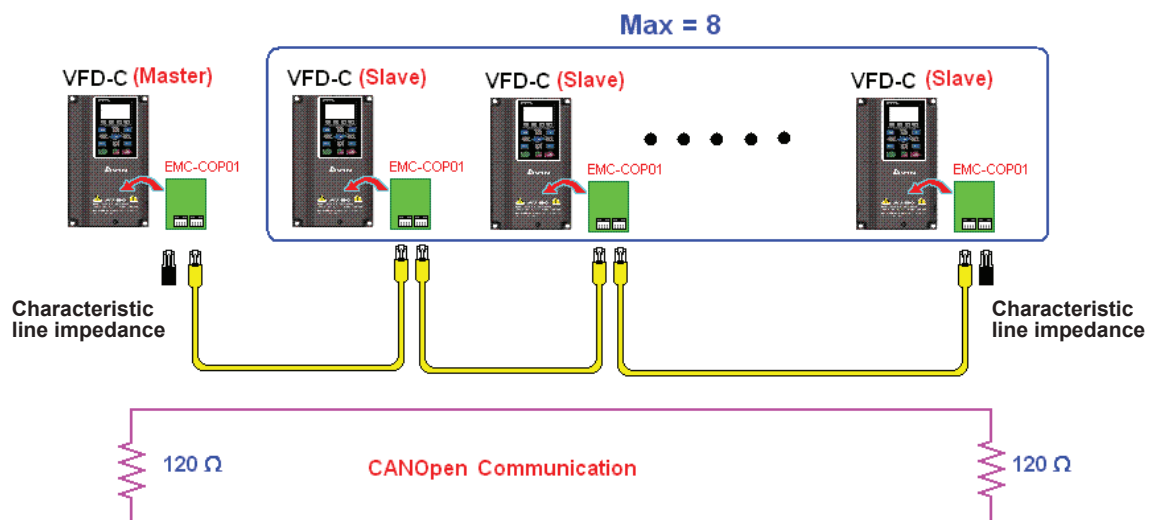 Max = 8
VFD-C (Master)
VFD-C (Slave)
VFD-C (Slave)
VFD-C (Slave)
EMC-COP01
EMC-COP01
EMC-COP01
EMC-COP01
Characteristic
line impedance
Characteristic
line impedance
120 Ω
CANOpen Communication
120 Ω